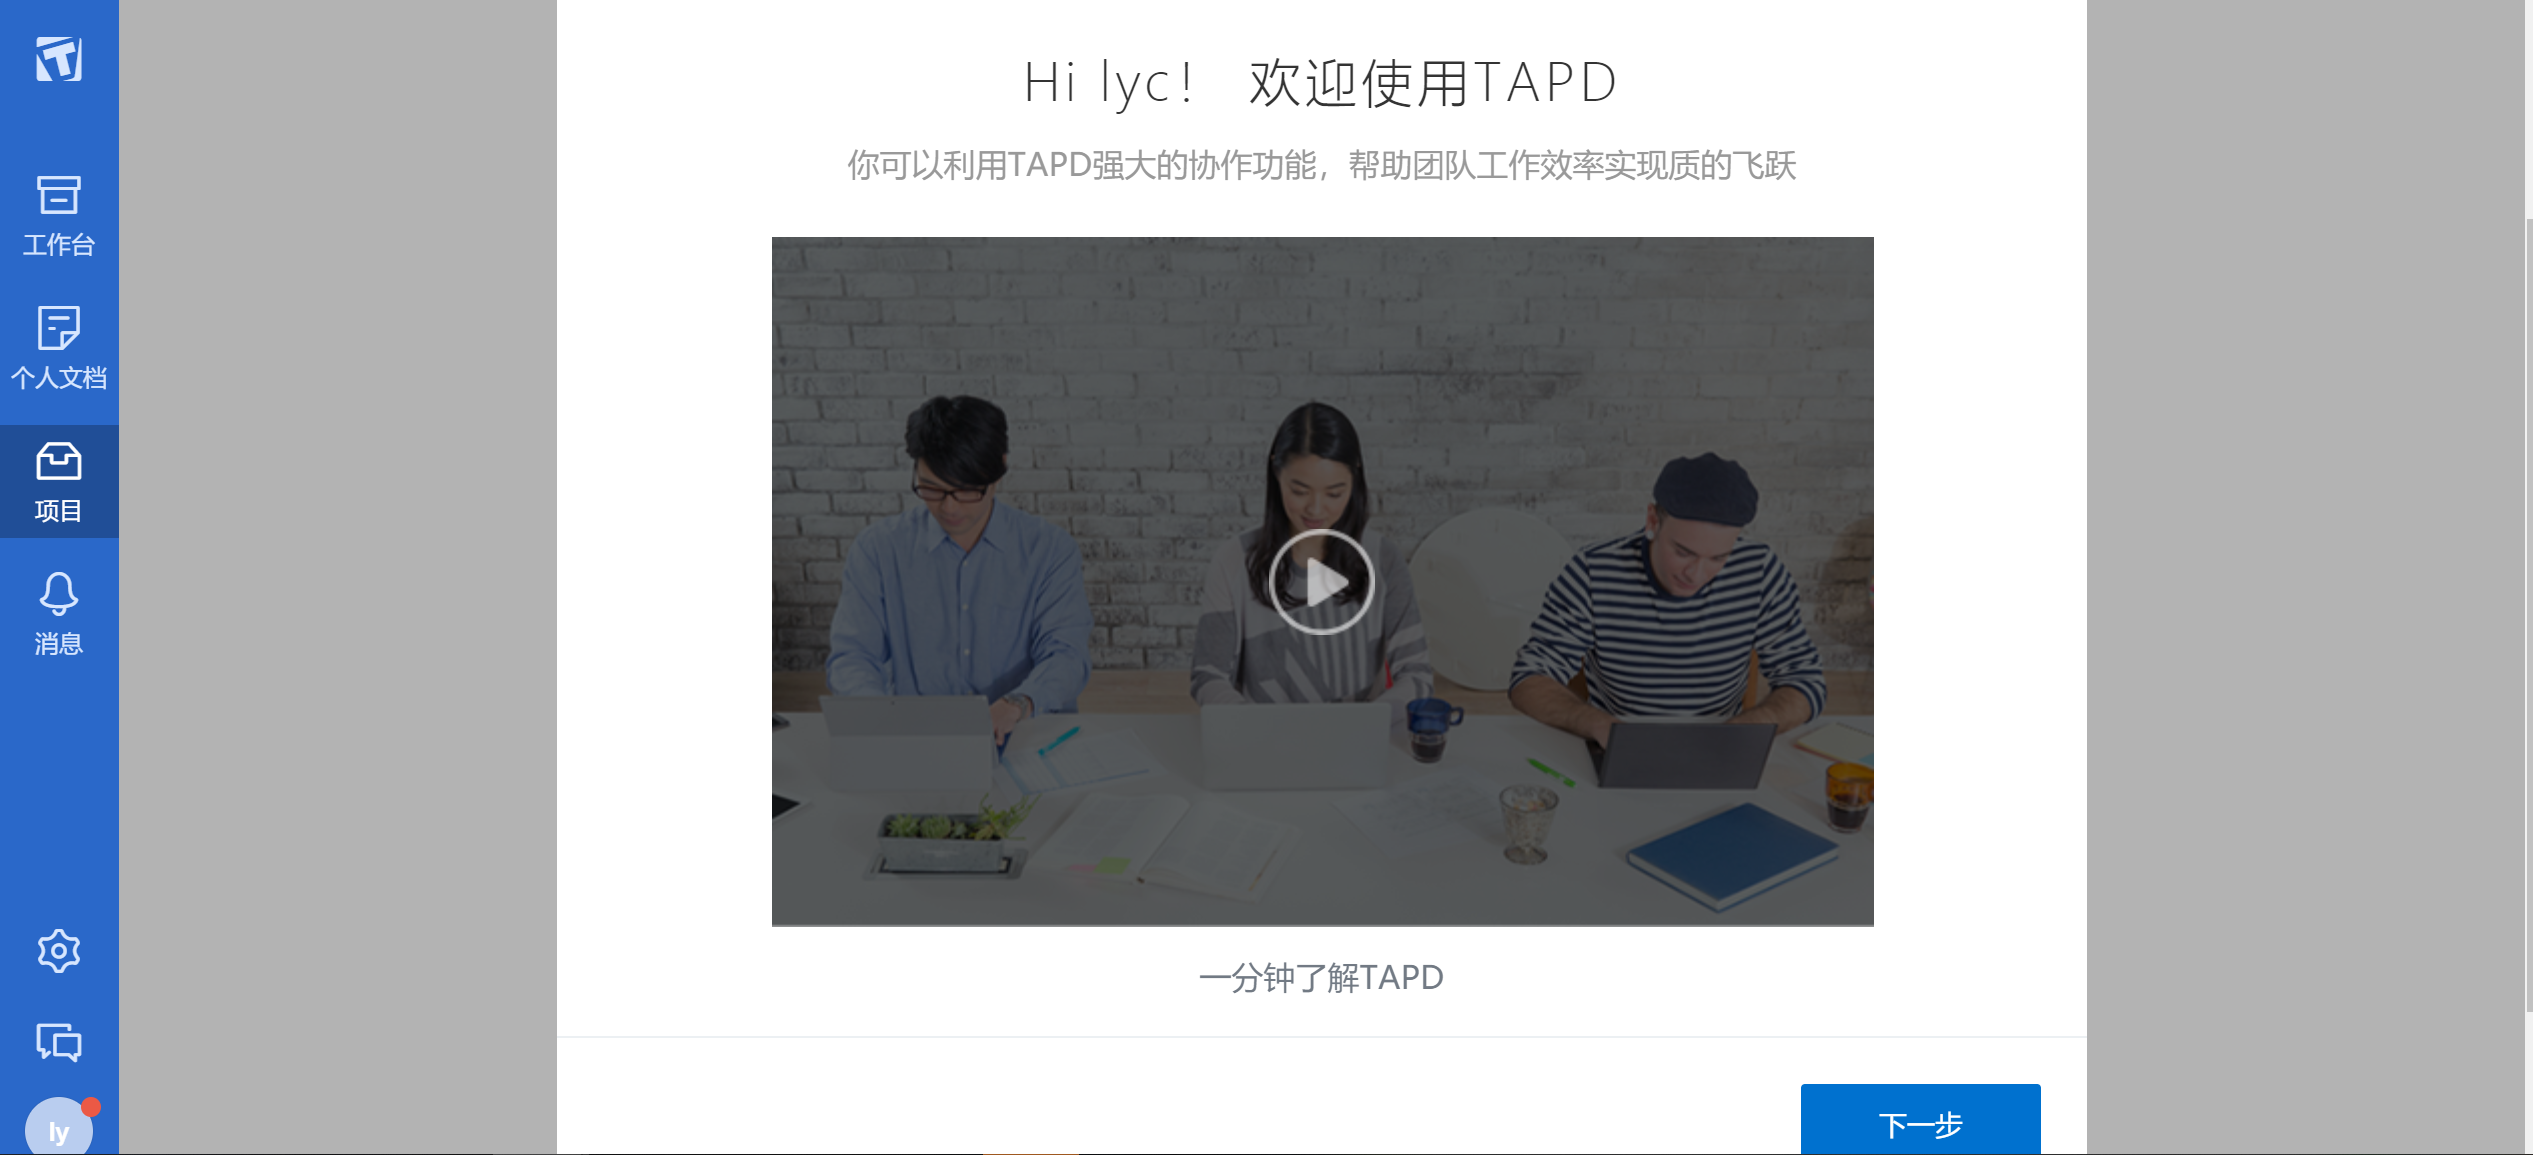 工作台
个人文档
项目
消息
ly
Hi lyc！ 欢迎使用TAPD
你可以利用TAPD强大的协作功能，帮助团队工作效率实现质的飞跃
一分钟了解TAPD
下一步